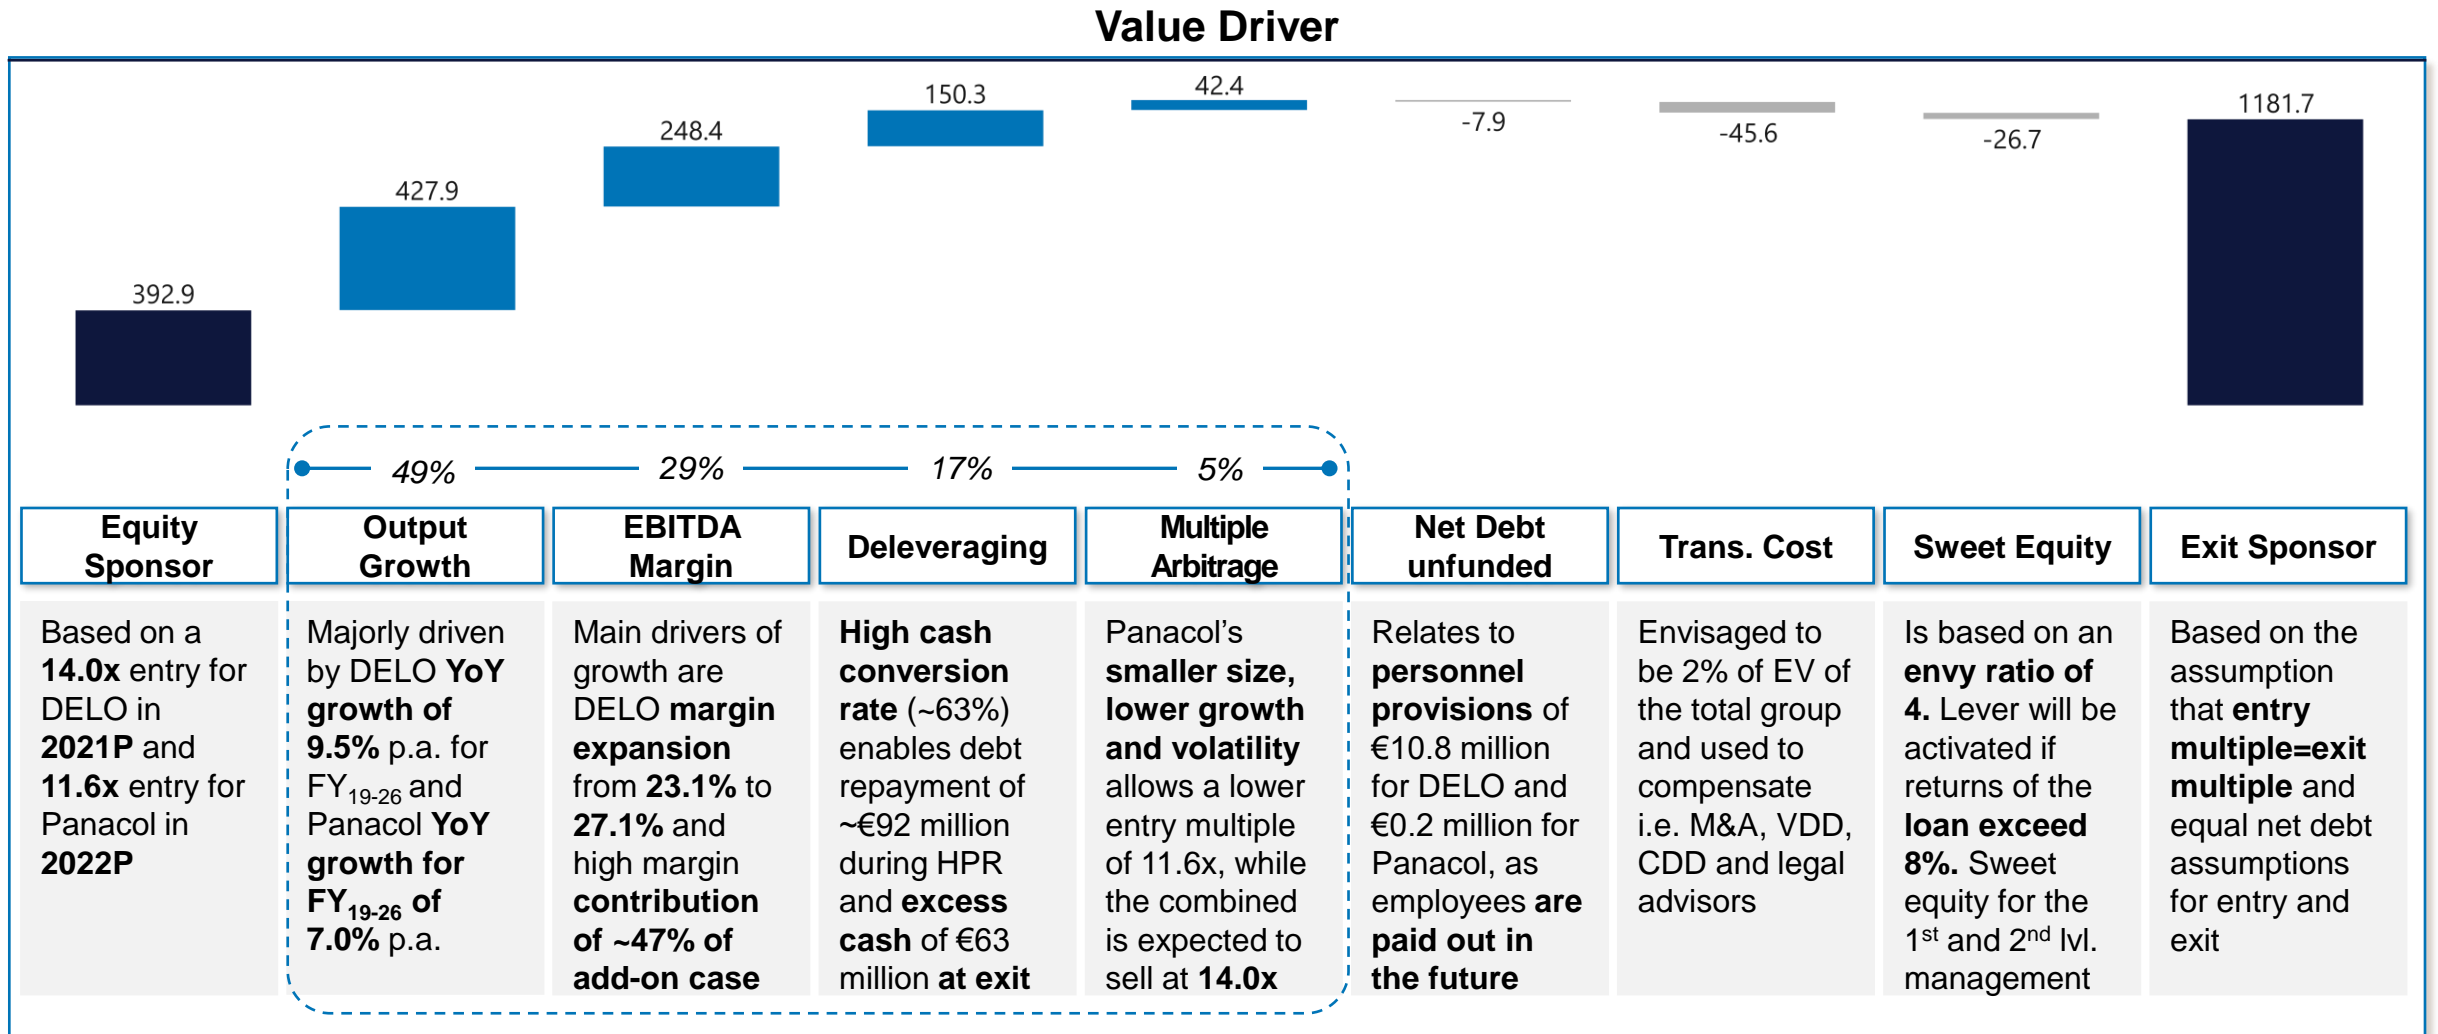 Value Driver
392.9
427.9
248.4
150.3
42.4
-7.9
-45.6
-26.7
1181.7
49%
29%
17%
5%
Equity
Sponsor
Output
Growth
EBITDA
Margin
Deleveraging
Multiple
Arbitrage
Net Debt
unfunded
Trans. Cost
Sweet Equity
Exit Sponsor
Based on a
14.0x entry for
DELO in
2021P and
11.6x entry for
Panacol in
2022P
Majorly driven
by DELO YoY
growth of
9.5% p.a. for
FY19-26 and
Panacol YoY
growth for
FY19-26 of
7.0% p.a.
Main drivers of
growth are
DELO margin
expansion
from 23.1% to
27.1% and
high margin
contribution
of ~47% of
add-on case
High cash
conversion
rate (~63%)
enables debt
repayment of
~€92 million
during HPR
and excess
cash of €63
million at exit
Panacol's
smaller size,
lower growth
and volatility
allows a lower
entry multiple
of 11.6x, while
the combined
is expected to
sell at 14.0x
Relates to
personnel
provisions of
€10.8 million
for DELO and
€0.2 million for
Panacol, as
employees are
paid out in
the future
Envisaged to
be 2% of EV of
the total group
and used to
compensate
i.e. M&A, VDD,
CDD and legal
advisors
Is based on an
envy ratio of
4. Lever will be
activated if
returns of the
loan exceed
8%. Sweet
equity for the
1st and 2nd lvl.
management
Based on the
assumption
that entry
multiple=exit
multiple and
equal net debt
assumptions
for entry and
exit